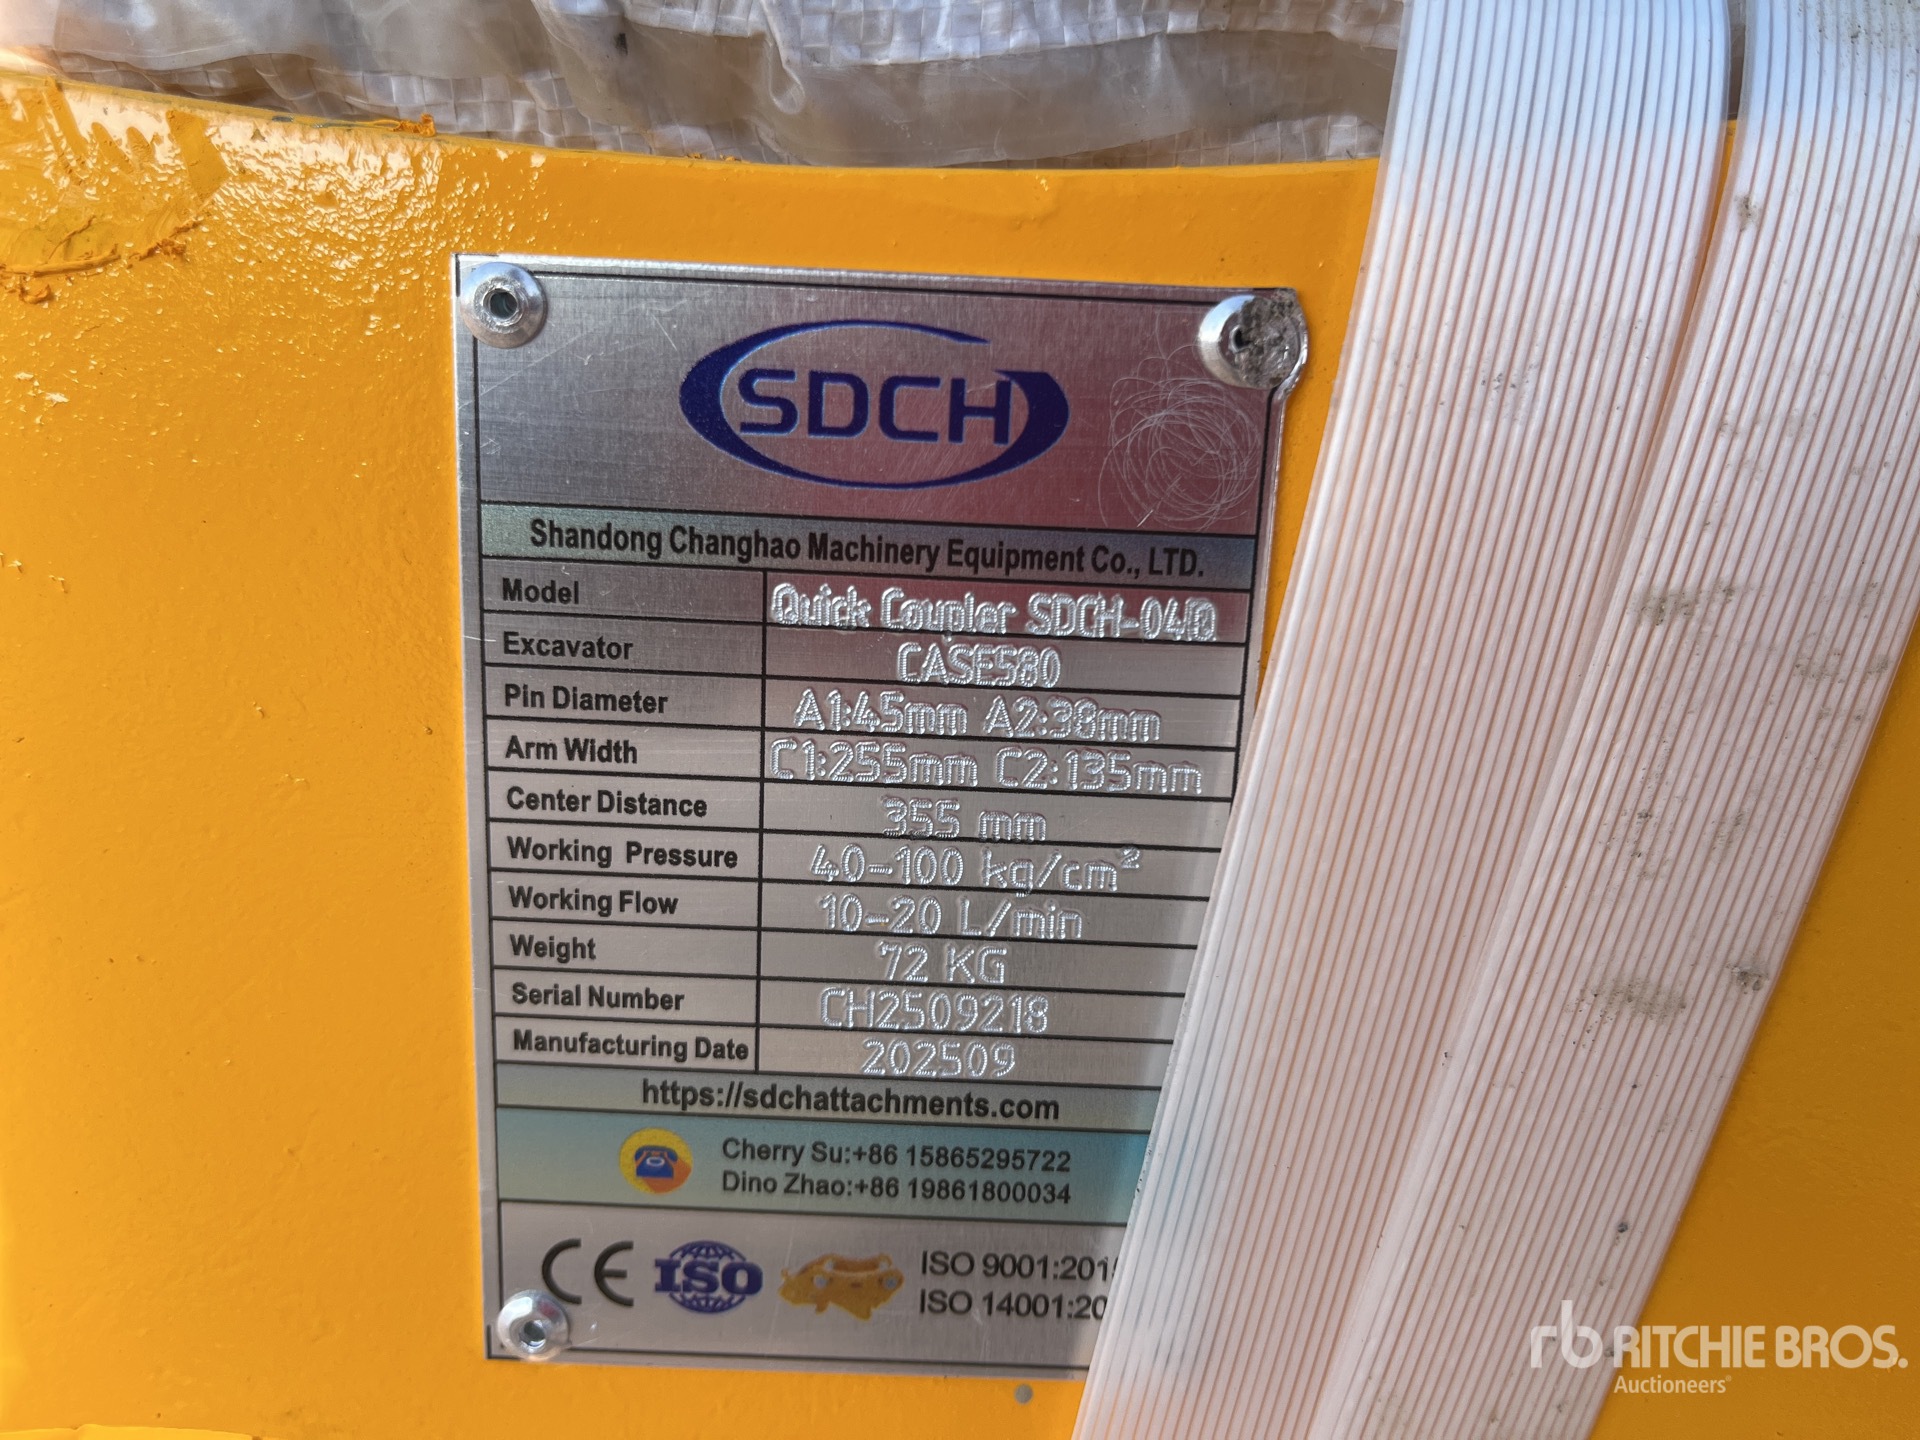 SDCH
Shandong Changhao Machinery Equipment Co., LTD.
Model Quick Coupler SDCH-04Q
Excavator CASE580
Pin Diameter A1:45mm A2:38mm
Arm Width C1:255mm C2:135mm
Center Distance 355 mm
Working Pressure 40-100 kg/cm²
Working Flow 10-20 L/min
Weight 72 KG
Serial Number CH2509218
Manufacturing Date 202509
https://sdchattachments.com
Cherry Su:+86 15865295722
Dino Zhao:+86 19861800034
CE ISO ISO 9001:201
ISO 14001:20
rb RITCHIE BROS.
Auctioneers